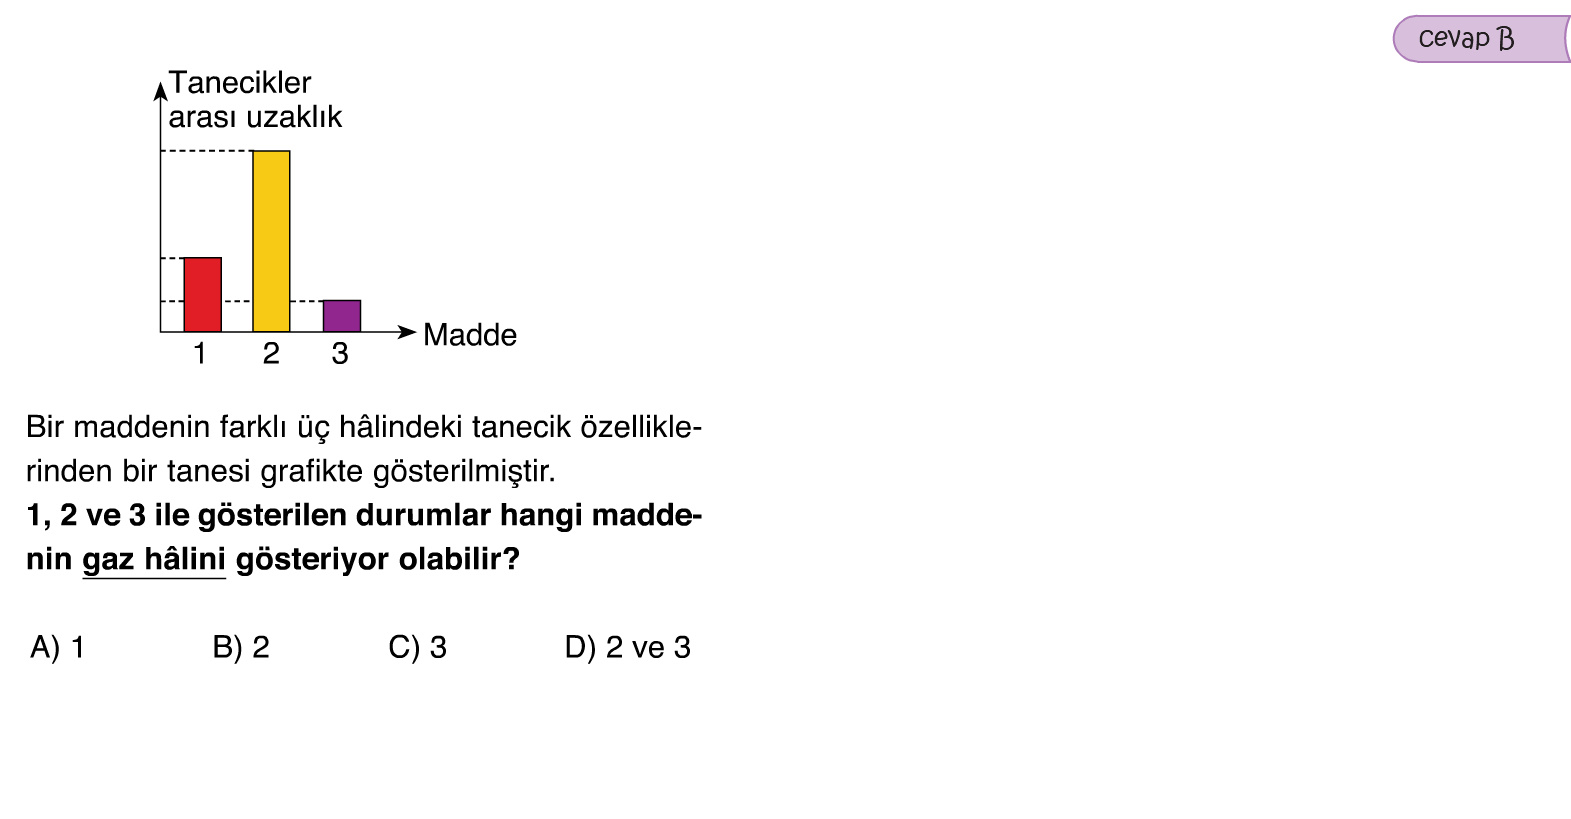 cevap B
Tanecikler
arası uzaklık
Madde
1 2 3
Bir maddenin farklı üç hâlindeki tanecik özellikle-
rinden bir tanesi grafikte gösterilmiştir.
1, 2 ve 3 ile gösterilen durumlar hangi madde-
nin gaz hâlini gösteriyor olabilir?
A) 1 B) 2 C) 3 D) 2 ve 3